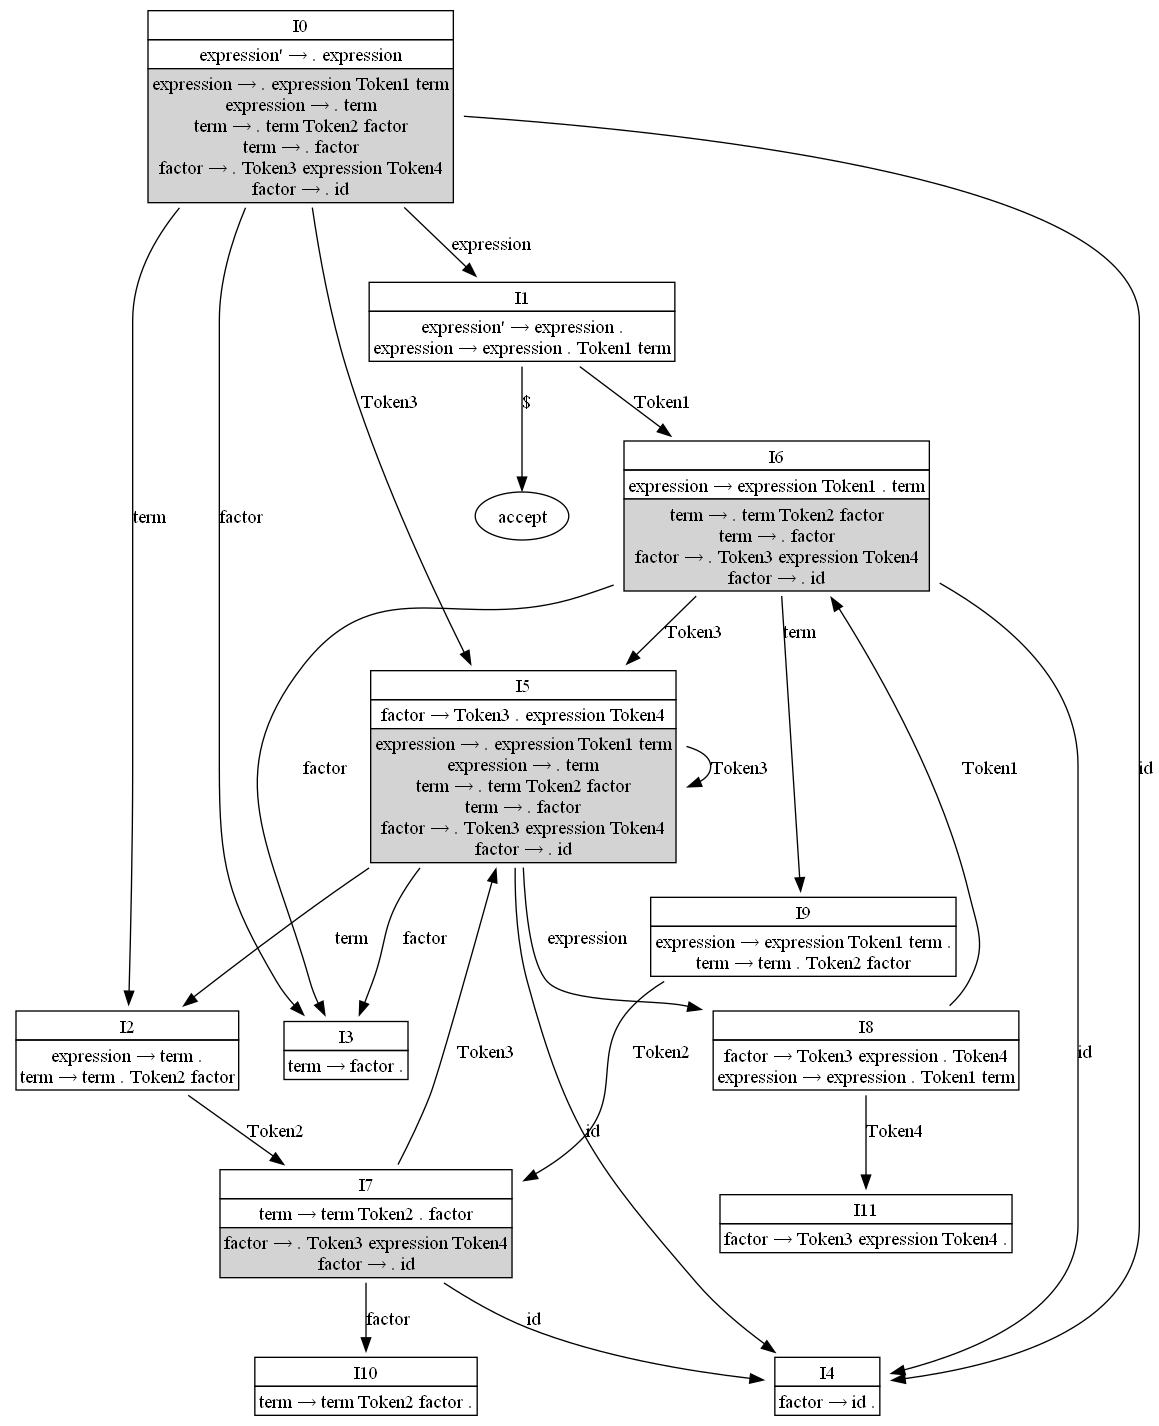 I0
expression' → . expression
expression → . expression Token1 term
expression → . term
term → . term Token2 factor
term → . factor
factor → . Token3 expression Token4
factor → . id
expression
I1
expression' → expression .
expression → expression . Token1 term
Token3
$
Token1
I6
expression → expression Token1 . term
term → . term Token2 factor
term → . factor
factor → . Token3 expression Token4
factor → . id
term
factor
accept
Token3
term
I5
factor → Token3 . expression Token4
expression → . expression Token1 term
expression → . term
term → . term Token2 factor
term → . factor
factor → . Token3 expression Token4
factor → . id
factor
Token3
Token1
id
I9
expression → expression Token1 term .
term → term . Token2 factor
term
factor
expression
I2
expression → term .
term → term . Token2 factor
I3
term → factor .
Token3
Token2
I8
factor → Token3 expression . Token4
expression → expression . Token1 term
id
Token2
id
Token4
I7
term → term Token2 . factor
factor → . Token3 expression Token4
factor → . id
I11
factor → Token3 expression Token4 .
factor
id
I10
term → term Token2 factor .
I4
factor → id .